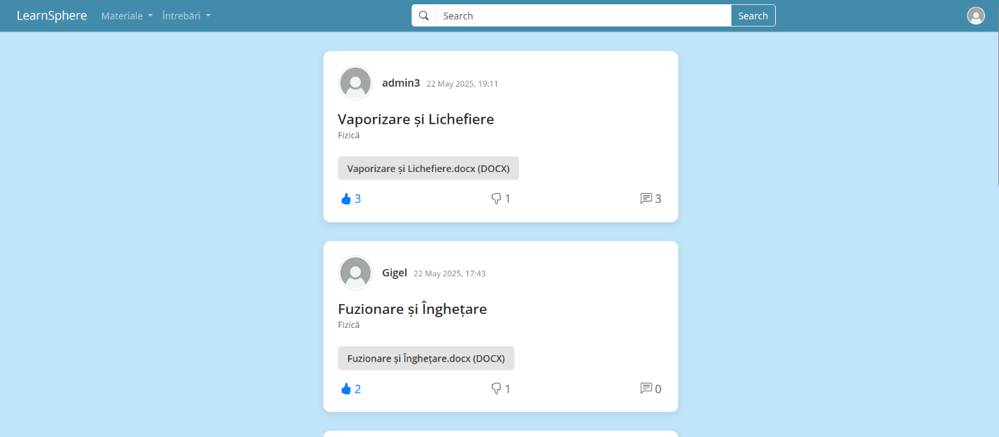 LearnSphere Materiale Întrebări Search Search
admin3 22 May 2025, 19:11
Vaporizare și Lichefiere
Fizică
Vaporizare și Lichefiere.docx (DOCX)
3 1 3
Gigel 22 May 2025, 17:43
Fuzionare și Înghețare
Fizică
Fuzionare și Înghețare.docx (DOCX)
2 1 0